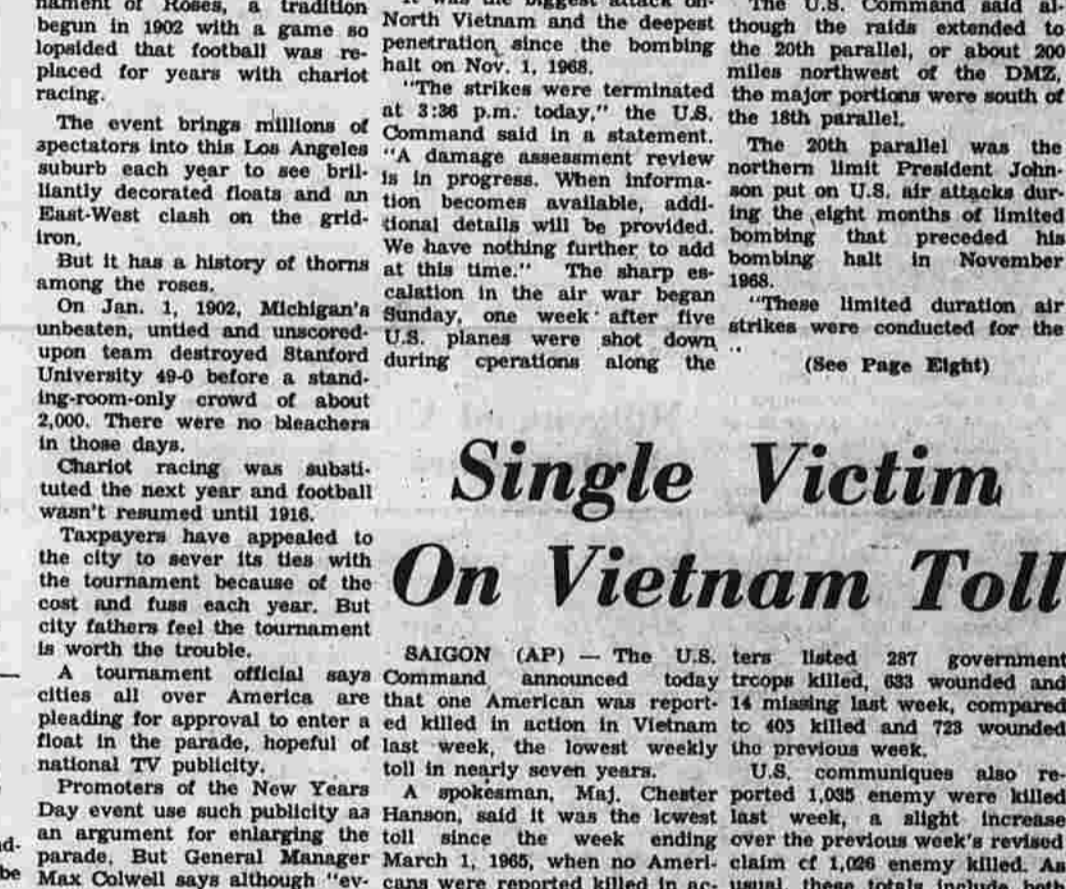 nament of Roses, a tradition
begun in 1902 with a game so
lopsided that football was re-
placed for years with chariot
racing.
The event brings millions of
spectators into this Los Angeles
suburb each year to see bril-
liantly decorated floats and an
East-West clash on the grid-
iron.
But it has a history of thorns
among the roses.
On Jan. 1, 1902, Michigan's
unbeaten, untied and unscored-
upon team destroyed Stanford
University 49-0 before a stand-
ing-room-only crowd of about
2,000. There were no bleachers
in those days.
Chariot racing was substi-
tuted the next year and football
wasn't resumed until 1916.
Taxpayers have appealed to
the city to sever its ties with
the tournament because of the
cost and fuss each year. But
city fathers feel the tournament
is worth the trouble.
A tournament official says
cities all over America are
pleading for approval to enter a
float in the parade, hopeful of
national TV publicity.
Promoters of the New Years
Day event use such publicity as
an argument for enlarging the
parade. But General Manager
Max Colwell says although "ev-
It was the biggest attack on
North Vietnam and the deepest
penetration since the bombing
halt on Nov. 1, 1968.
"The strikes were terminated
at 3:36 p.m. today," the U.S.
Command said in a statement.
"A damage assessment review
is in progress. When informa-
tion becomes available, addi-
tional details will be provided.
We have nothing further to add
at this time." The sharp es-
calation in the air war began
Sunday, one week after five
U.S. planes were shot down
during cperations along the
The U.S. Command said al-
though the raids extended to
the 20th parallel, or about 200
miles northwest of the DMZ,
the major portions were south of
the 18th parallel.
The 20th parallel was the
northern limit President John-
son put on U.S. air attacks dur-
ing the eight months of limited
bombing that preceded his
bombing halt in November
1968.
"These limited duration air
strikes were conducted for the
(See Page Eight)
Single Victim
On Vietnam Toll
SAIGON (AP) — The U.S.
Command announced today
that one American was report-
ed killed in action in Vietnam
last week, the lowest weekly
toll in nearly seven years.
A spokesman, Maj. Chester
Hanson, said it was the lowest
toll since the week ending
March 1, 1965, when no Ameri-
cans were reported killed in ac-
ters listed 287 government
trcops killed, 633 wounded and
14 missing last week, compared
to 405 killed and 723 wounded
the previous week.
U.S. communiques also re-
ported 1,035 enemy were killed
last week, a slight increase
over the previous week's revised
claim cf 1,026 enemy killed. As
usual, these totals include both
nd-
be